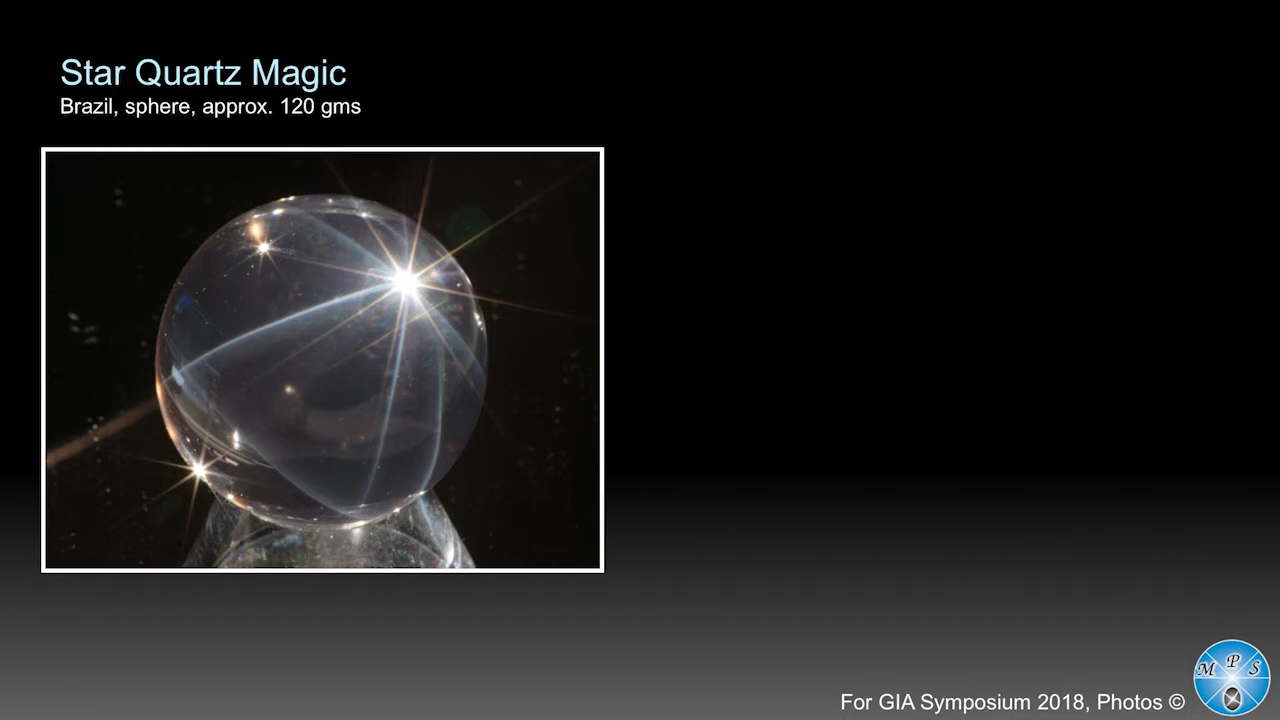 Star Quartz Magic
Brazil, sphere, approx. 120 gms
For GIA Symposium 2018, Photos ©
M P S